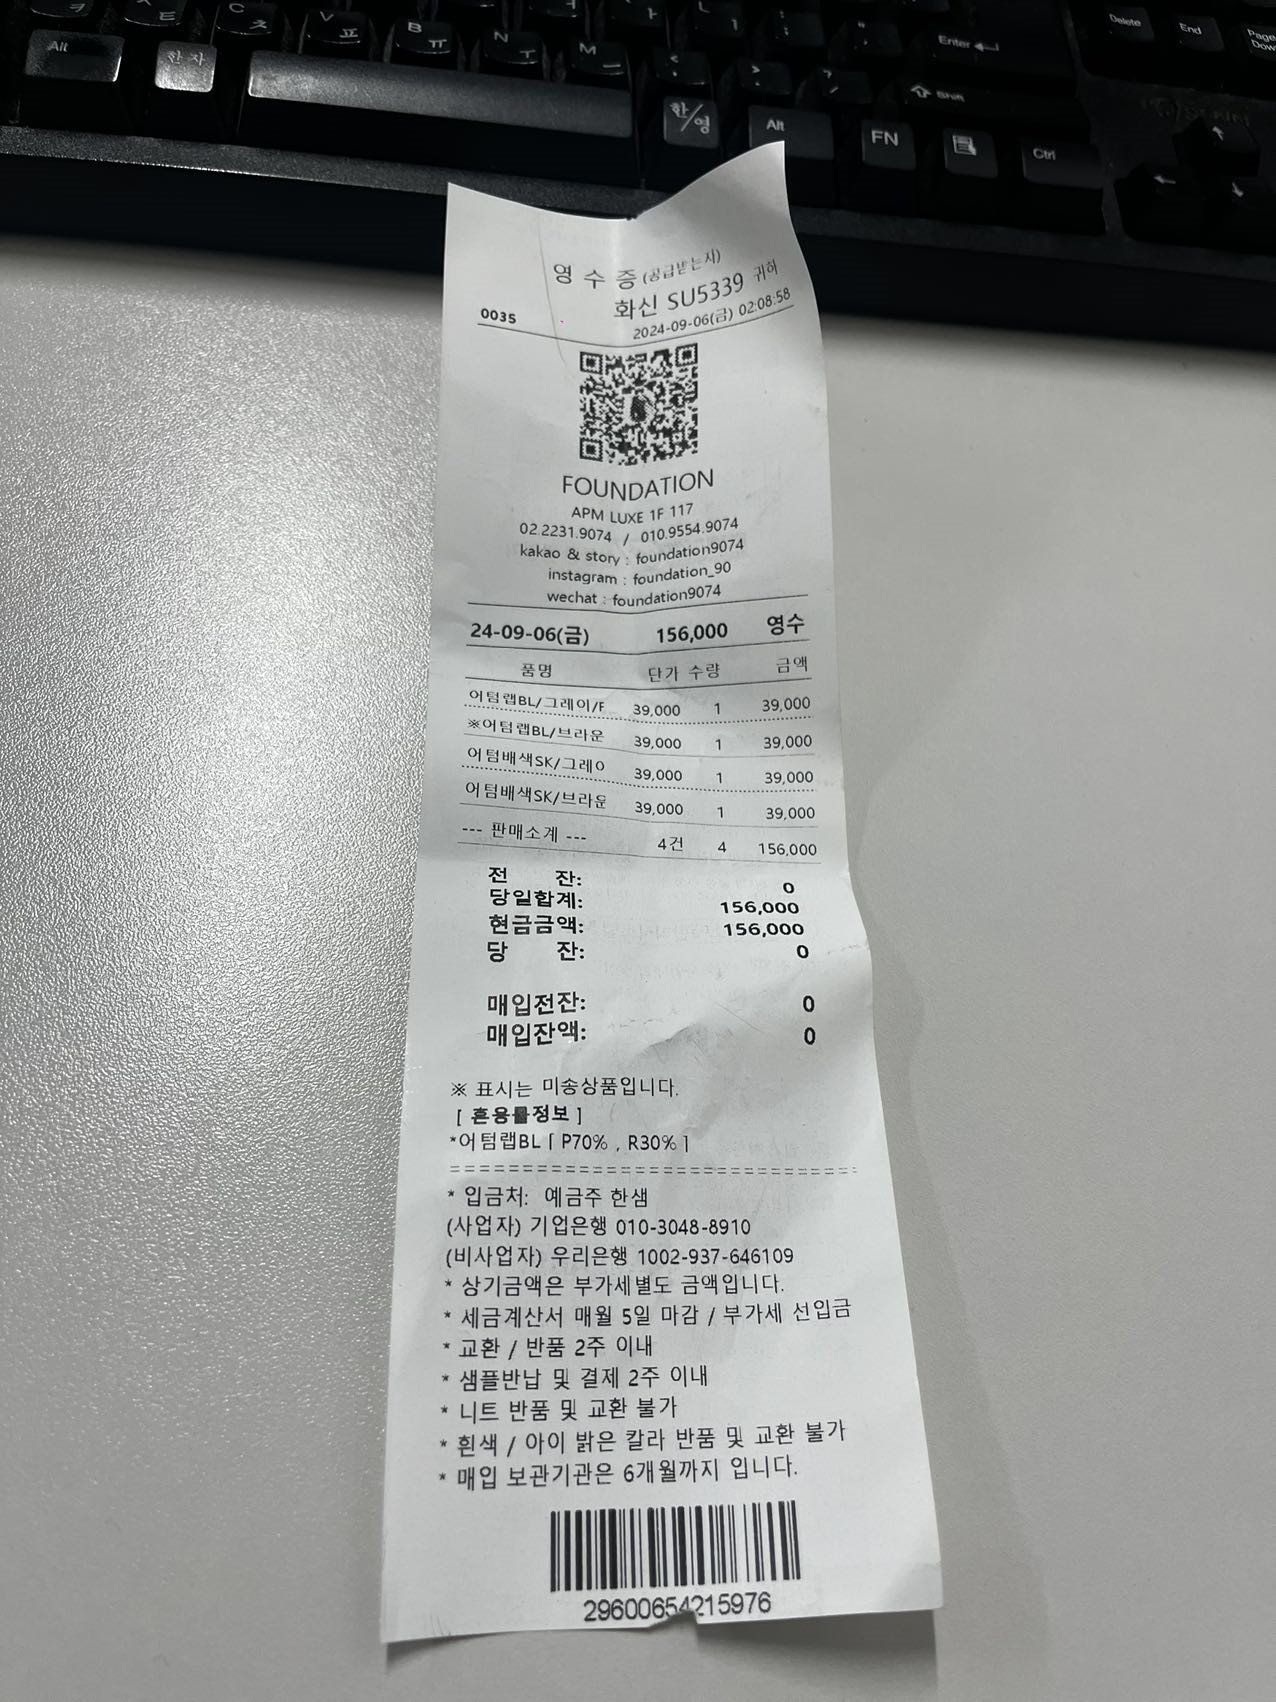 Alt
한자
C ㅊ
V ㅍ
B ㅠ
N ㅜ
M ㅡ
한/영
Alt
FN
Ctrl
Enter
Shift
Delete
End
Page Down
영 수 증 (공급받는자)
화신 SU5339 귀하
003S
2024-09-06(금) 02:08:58
FOUNDATION
APM LUXE 1F 117
02.2231.9074 / 010.9554.9074
kakao & story : foundation9074
instagram : foundation_90
wechat : foundation9074
24-09-06(금) 156,000 영수
품명 단가 수량 금액
어텀랩BL/그레이/F 39,000 1 39,000
※어텀랩BL/브라운 39,000 1 39,000
어텀배색SK/그레이 39,000 1 39,000
어텀배색SK/브라운 39,000 1 39,000
--- 판매소계 --- 4건 4 156,000
전 잔: 0
당일합계: 156,000
현금금액: 156,000
당 잔: 0
매입전잔: 0
매입잔액: 0
※ 표시는 미송상품입니다.
[ 혼용률정보 ]
*어텀랩BL [ P70% , R30% ]
* 입금처: 예금주 한샘
(사업자) 기업은행 010-3048-8910
(비사업자) 우리은행 1002-937-646109
* 상기금액은 부가세별도 금액입니다.
* 세금계산서 매월 5일 마감 / 부가세 선입금
* 교환 / 반품 2주 이내
* 샘플반납 및 결제 2주 이내
* 니트 반품 및 교환 불가
* 흰색 / 아이 밝은 칼라 반품 및 교환 불가
* 매입 보관기관은 6개월까지 입니다.
29600654215976